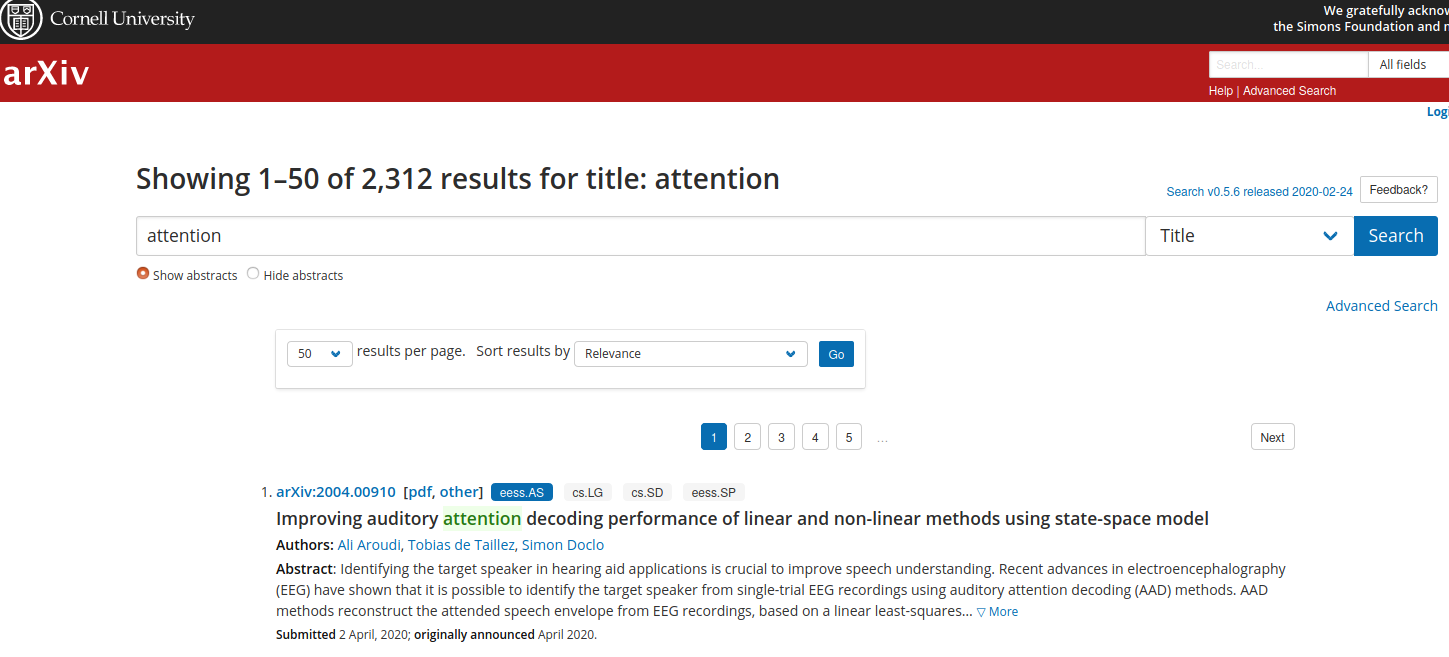 Cornell University
We gratefully acknow
the Simons Foundation and m
arXiv
Search...
All fields
Help | Advanced Search
Logi
Showing 1–50 of 2,312 results for title: attention
Search v0.5.6 released 2020-02-24
Feedback?
attention
Title
Search
Show abstracts
Hide abstracts
Advanced Search
50 results per page. Sort results by Relevance Go
1 2 3 4 5 ...
Next
1. arXiv:2004.00910 [pdf, other] eess.AS cs.LG cs.SD eess.SP
Improving auditory attention decoding performance of linear and non-linear methods using state-space model
Authors: Ali Aroudi, Tobias de Taillez, Simon Doclo
Abstract: Identifying the target speaker in hearing aid applications is crucial to improve speech understanding. Recent advances in electroencephalography
(EEG) have shown that it is possible to identify the target speaker from single-trial EEG recordings using auditory attention decoding (AAD) methods. AAD
methods reconstruct the attended speech envelope from EEG recordings, based on a linear least-squares... ▽ More
Submitted 2 April, 2020; originally announced April 2020.